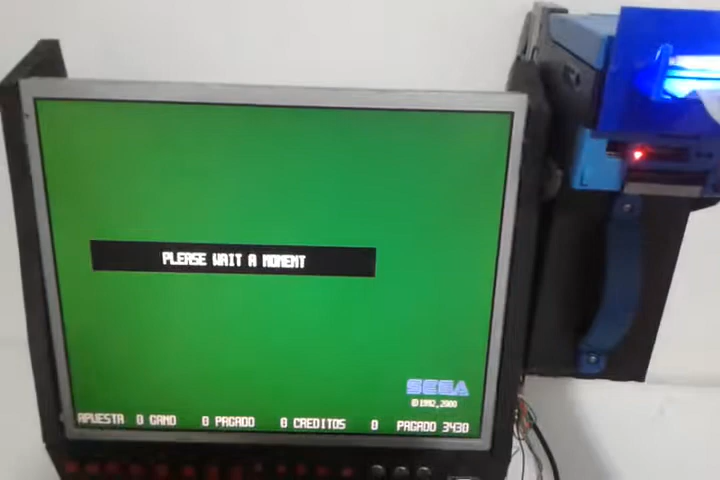 PLEASE WAIT A MOMENT
SEGA
©1992,2000
APUESTA 0 GANO 0 PAGADO 0 CREDITOS 0 PAGADO 3430